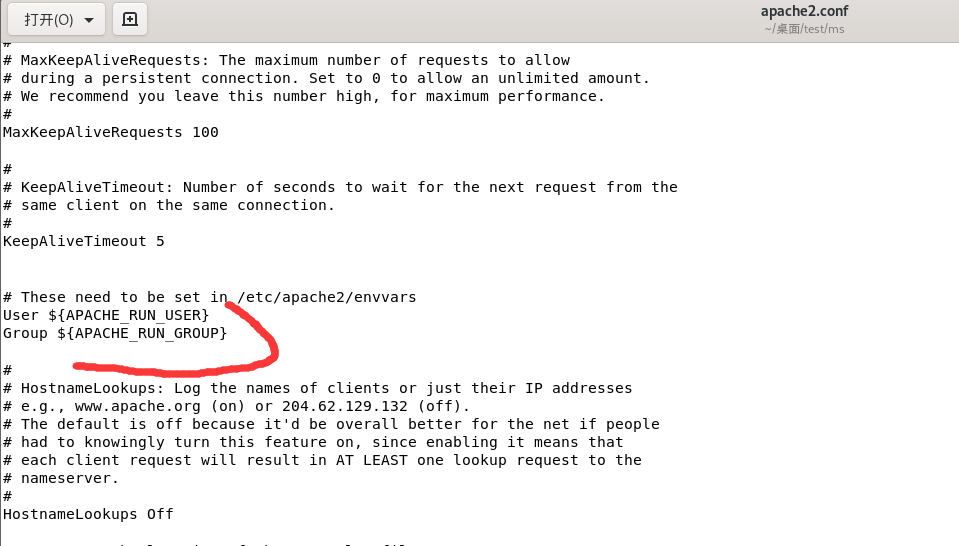 打开(O)
apache2.conf
~/桌面/test/ms
#
# MaxKeepAliveRequests: The maximum number of requests to allow
# during a persistent connection. Set to 0 to allow an unlimited amount.
# We recommend you leave this number high, for maximum performance.
#
MaxKeepAliveRequests 100
#
# KeepAliveTimeout: Number of seconds to wait for the next request from the
# same client on the same connection.
#
KeepAliveTimeout 5
# These need to be set in /etc/apache2/envvars
User ${APACHE_RUN_USER}
Group ${APACHE_RUN_GROUP}
#
# HostnameLookups: Log the names of clients or just their IP addresses
# e.g., www.apache.org (on) or 204.62.129.132 (off).
# The default is off because it'd be overall better for the net if people
# had to knowingly turn this feature on, since enabling it means that
# each client request will result in AT LEAST one lookup request to the
# nameserver.
#
HostnameLookups Off